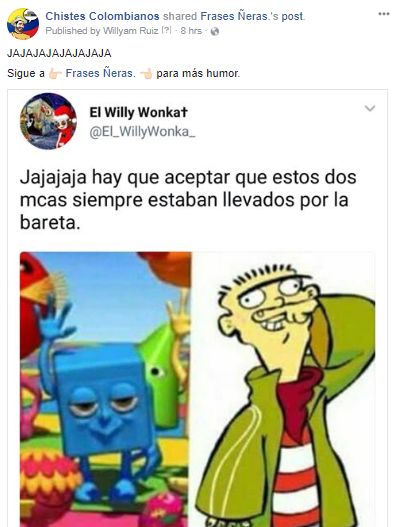 Chistes Colombianos shared Frases Ñeras.'s post.
Published by Willyam Ruiz [?] · 8 hrs ·
JAJAJAJAJAJAJAJA
Sigue a 👉🏻 Frases Ñeras. 👈🏻 para más humor.
El Willy Wonka✝
@El_WillyWonka_
Jajajaja hay que aceptar que estos dos
mcas siempre estaban llevados por la
bareta.